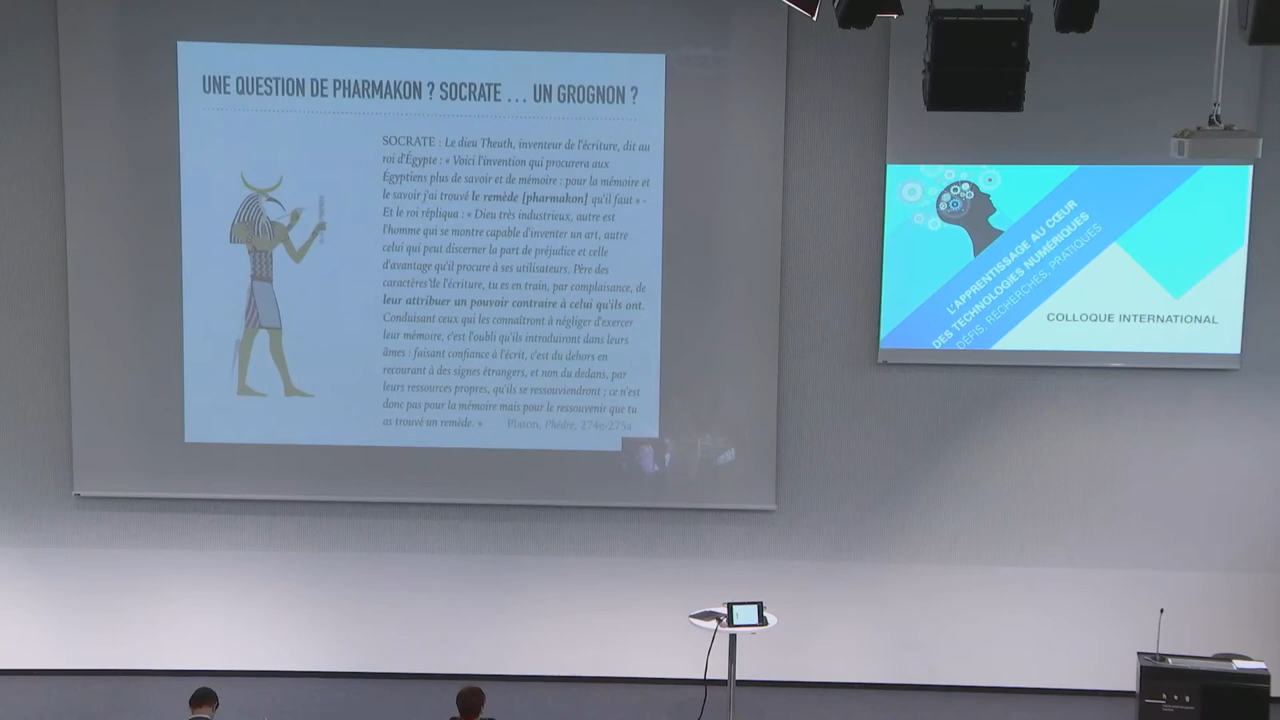 UNE QUESTION DE PHARMAKON ? SOCRATE ... UN GROGNON ?
SOCRATE : Le dieu Theuth, inventeur de l'écriture, dit au
roi d'Égypte : « Voici l'invention qui procurera aux
Égyptiens plus de savoir et de mémoire : pour la mémoire et
le savoir j'ai trouvé le remède [pharmakon] qu'il faut » -
Et le roi répliqua : « Dieu très industrieux, autre est
l'homme qui se montre capable d'inventer un art, autre
celui qui peut discerner la part de préjudice et celle
d'avantage qu'il procure à ses utilisateurs. Père des
caractères de l'écriture, tu es en train, par complaisance, de
leur attribuer un pouvoir contraire à celui qu'ils ont.
Conduisant ceux qui les connaîtront à négliger d'exercer
leur mémoire, c'est l'oubli qu'ils introduiront dans leurs
âmes : faisant confiance à l'écrit, c'est du dehors en
recourant à des signes étrangers, et non du dedans, par
leurs ressources propres, qu'ils se ressouviendront ; ce n'est
donc pas pour la mémoire mais pour le ressouvenir que tu
as trouvé un remède. » Platon, Phèdre, 274e-275a
L'APPRENTISSAGE AU CŒUR
DES TECHNOLOGIES NUMÉRIQUES
DÉFIS, RECHERCHES, PRATIQUES
COLLOQUE INTERNATIONAL